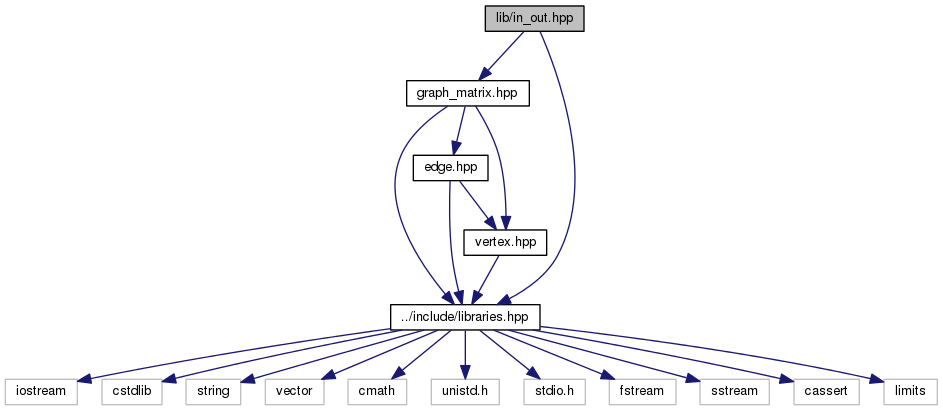 lib/in_out.hpp
graph_matrix.hpp
edge.hpp
vertex.hpp
../include/libraries.hpp
iostream
cstdlib
string
vector
cmath
unistd.h
stdio.h
fstream
sstream
cassert
limits